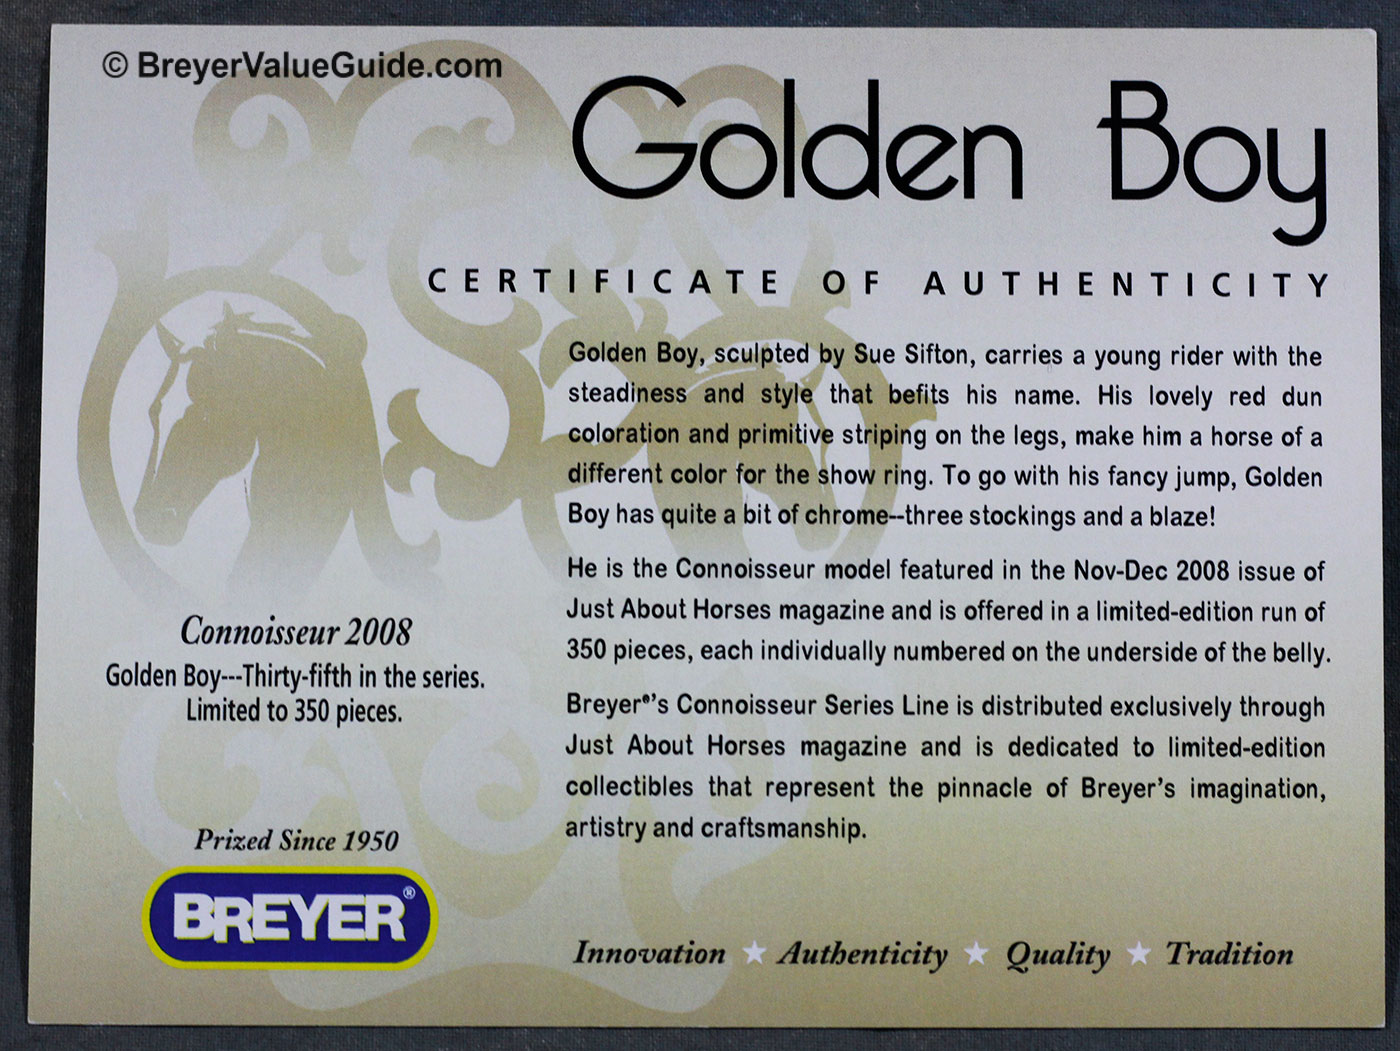 © BreyerValueGuide.com
Golden Boy
CERTIFICATE OF AUTHENTICITY
Golden Boy, sculpted by Sue Sifton, carries a young rider with the
steadiness and style that befits his name. His lovely red dun
coloration and primitive striping on the legs, make him a horse of a
different color for the show ring. To go with his fancy jump, Golden
Boy has quite a bit of chrome--three stockings and a blaze!
He is the Connoisseur model featured in the Nov-Dec 2008 issue of
Just About Horses magazine and is offered in a limited-edition run of
350 pieces, each individually numbered on the underside of the belly.
Breyer®'s Connoisseur Series Line is distributed exclusively through
Just About Horses magazine and is dedicated to limited-edition
collectibles that represent the pinnacle of Breyer's imagination,
artistry and craftsmanship.
Connoisseur 2008
Golden Boy---Thirty-fifth in the series.
Limited to 350 pieces.
Prized Since 1950
BREYER®
Innovation ★ Authenticity ★ Quality ★ Tradition